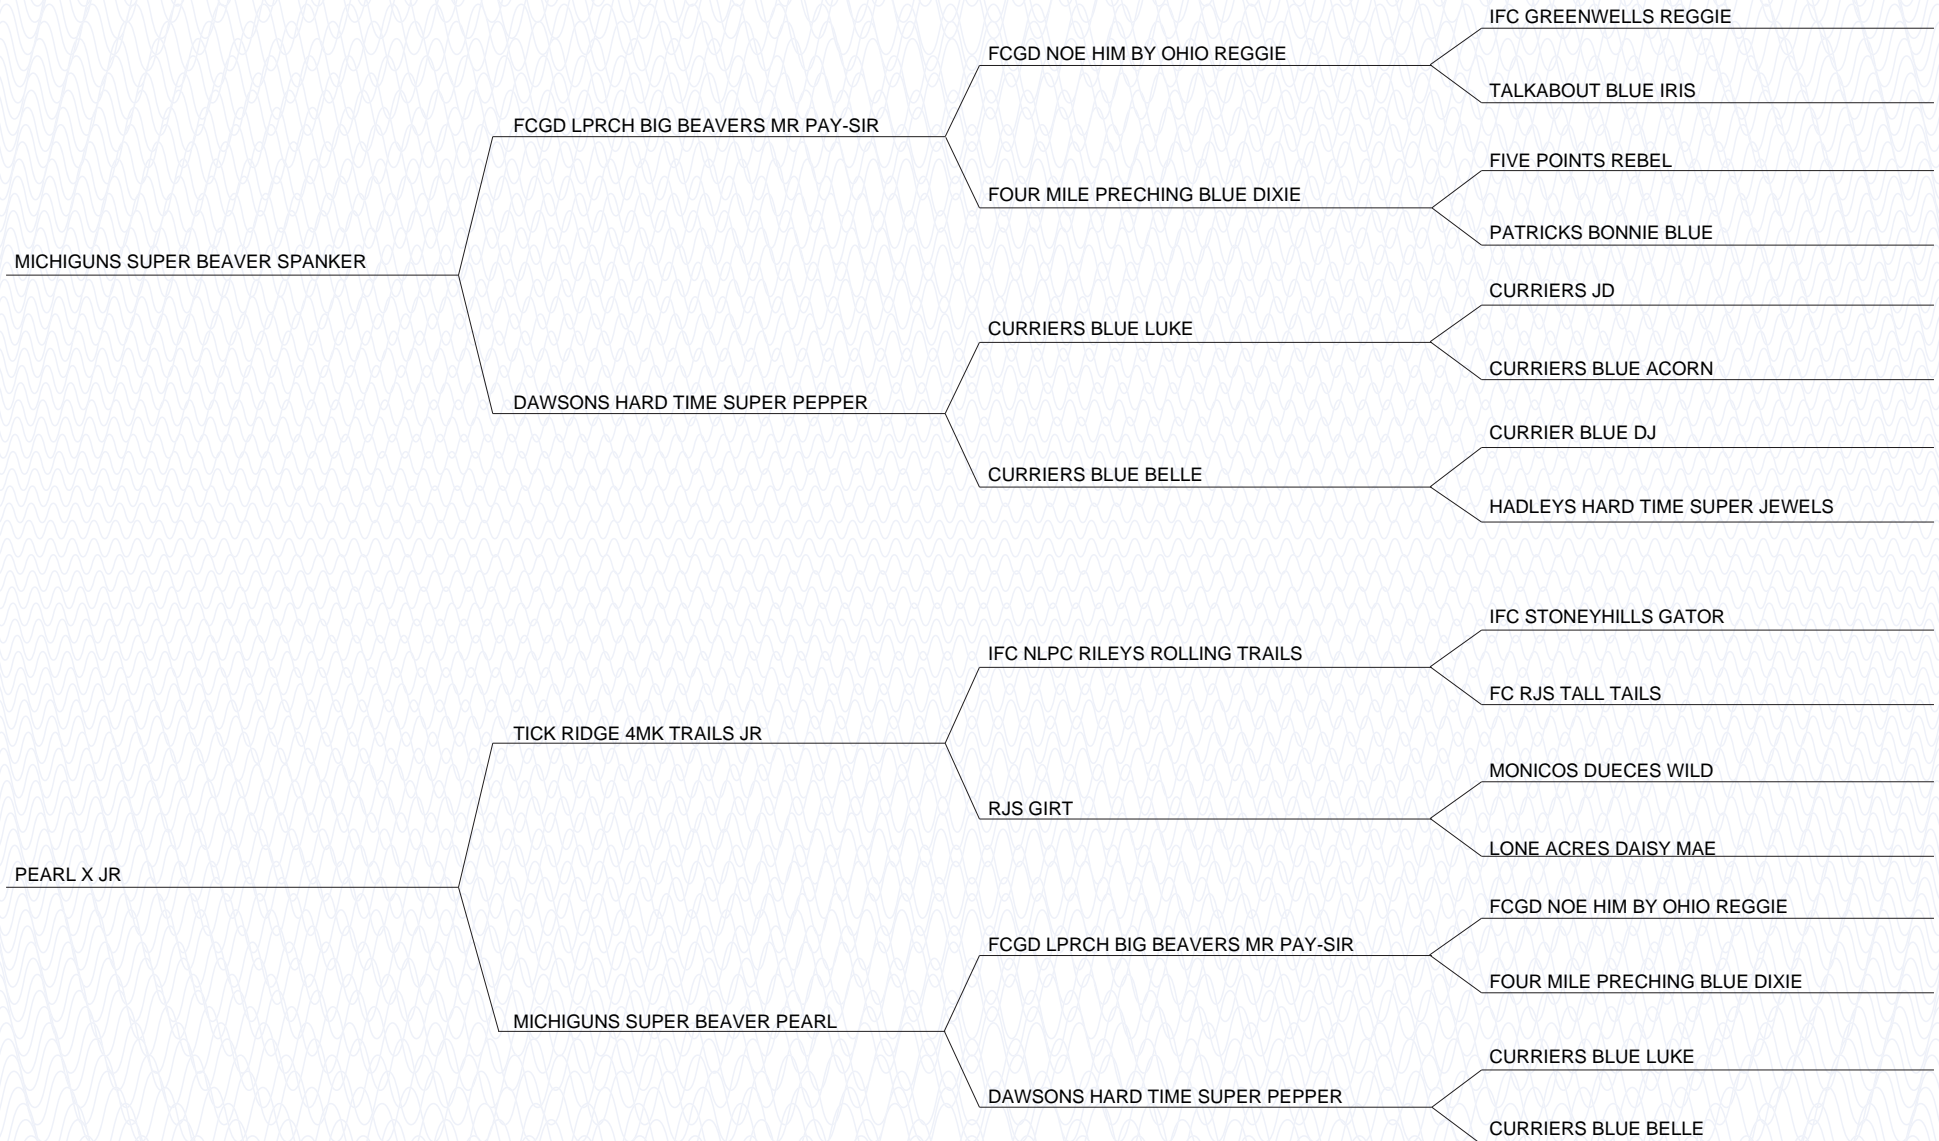 IFC GREENWELLS REGGIE
FCGD NOE HIM BY OHIO REGGIE
TALKABOUT BLUE IRIS
FCGD LPRCH BIG BEAVERS MR PAY-SIR
FIVE POINTS REBEL
FOUR MILE PRECHING BLUE DIXIE
PATRICKS BONNIE BLUE
MICHIGUNS SUPER BEAVER SPANKER
CURRIERS JD
CURRIERS BLUE LUKE
CURRIERS BLUE ACORN
DAWSONS HARD TIME SUPER PEPPER
CURRIER BLUE DJ
CURRIERS BLUE BELLE
HADLEYS HARD TIME SUPER JEWELS
IFC STONEYHILLS GATOR
IFC NLPC RILEYS ROLLING TRAILS
FC RJS TALL TAILS
TICK RIDGE 4MK TRAILS JR
MONICOS DUECES WILD
RJS GIRT
LONE ACRES DAISY MAE
PEARL X JR
FCGD NOE HIM BY OHIO REGGIE
FCGD LPRCH BIG BEAVERS MR PAY-SIR
FOUR MILE PRECHING BLUE DIXIE
MICHIGUNS SUPER BEAVER PEARL
CURRIERS BLUE LUKE
DAWSONS HARD TIME SUPER PEPPER
CURRIERS BLUE BELLE